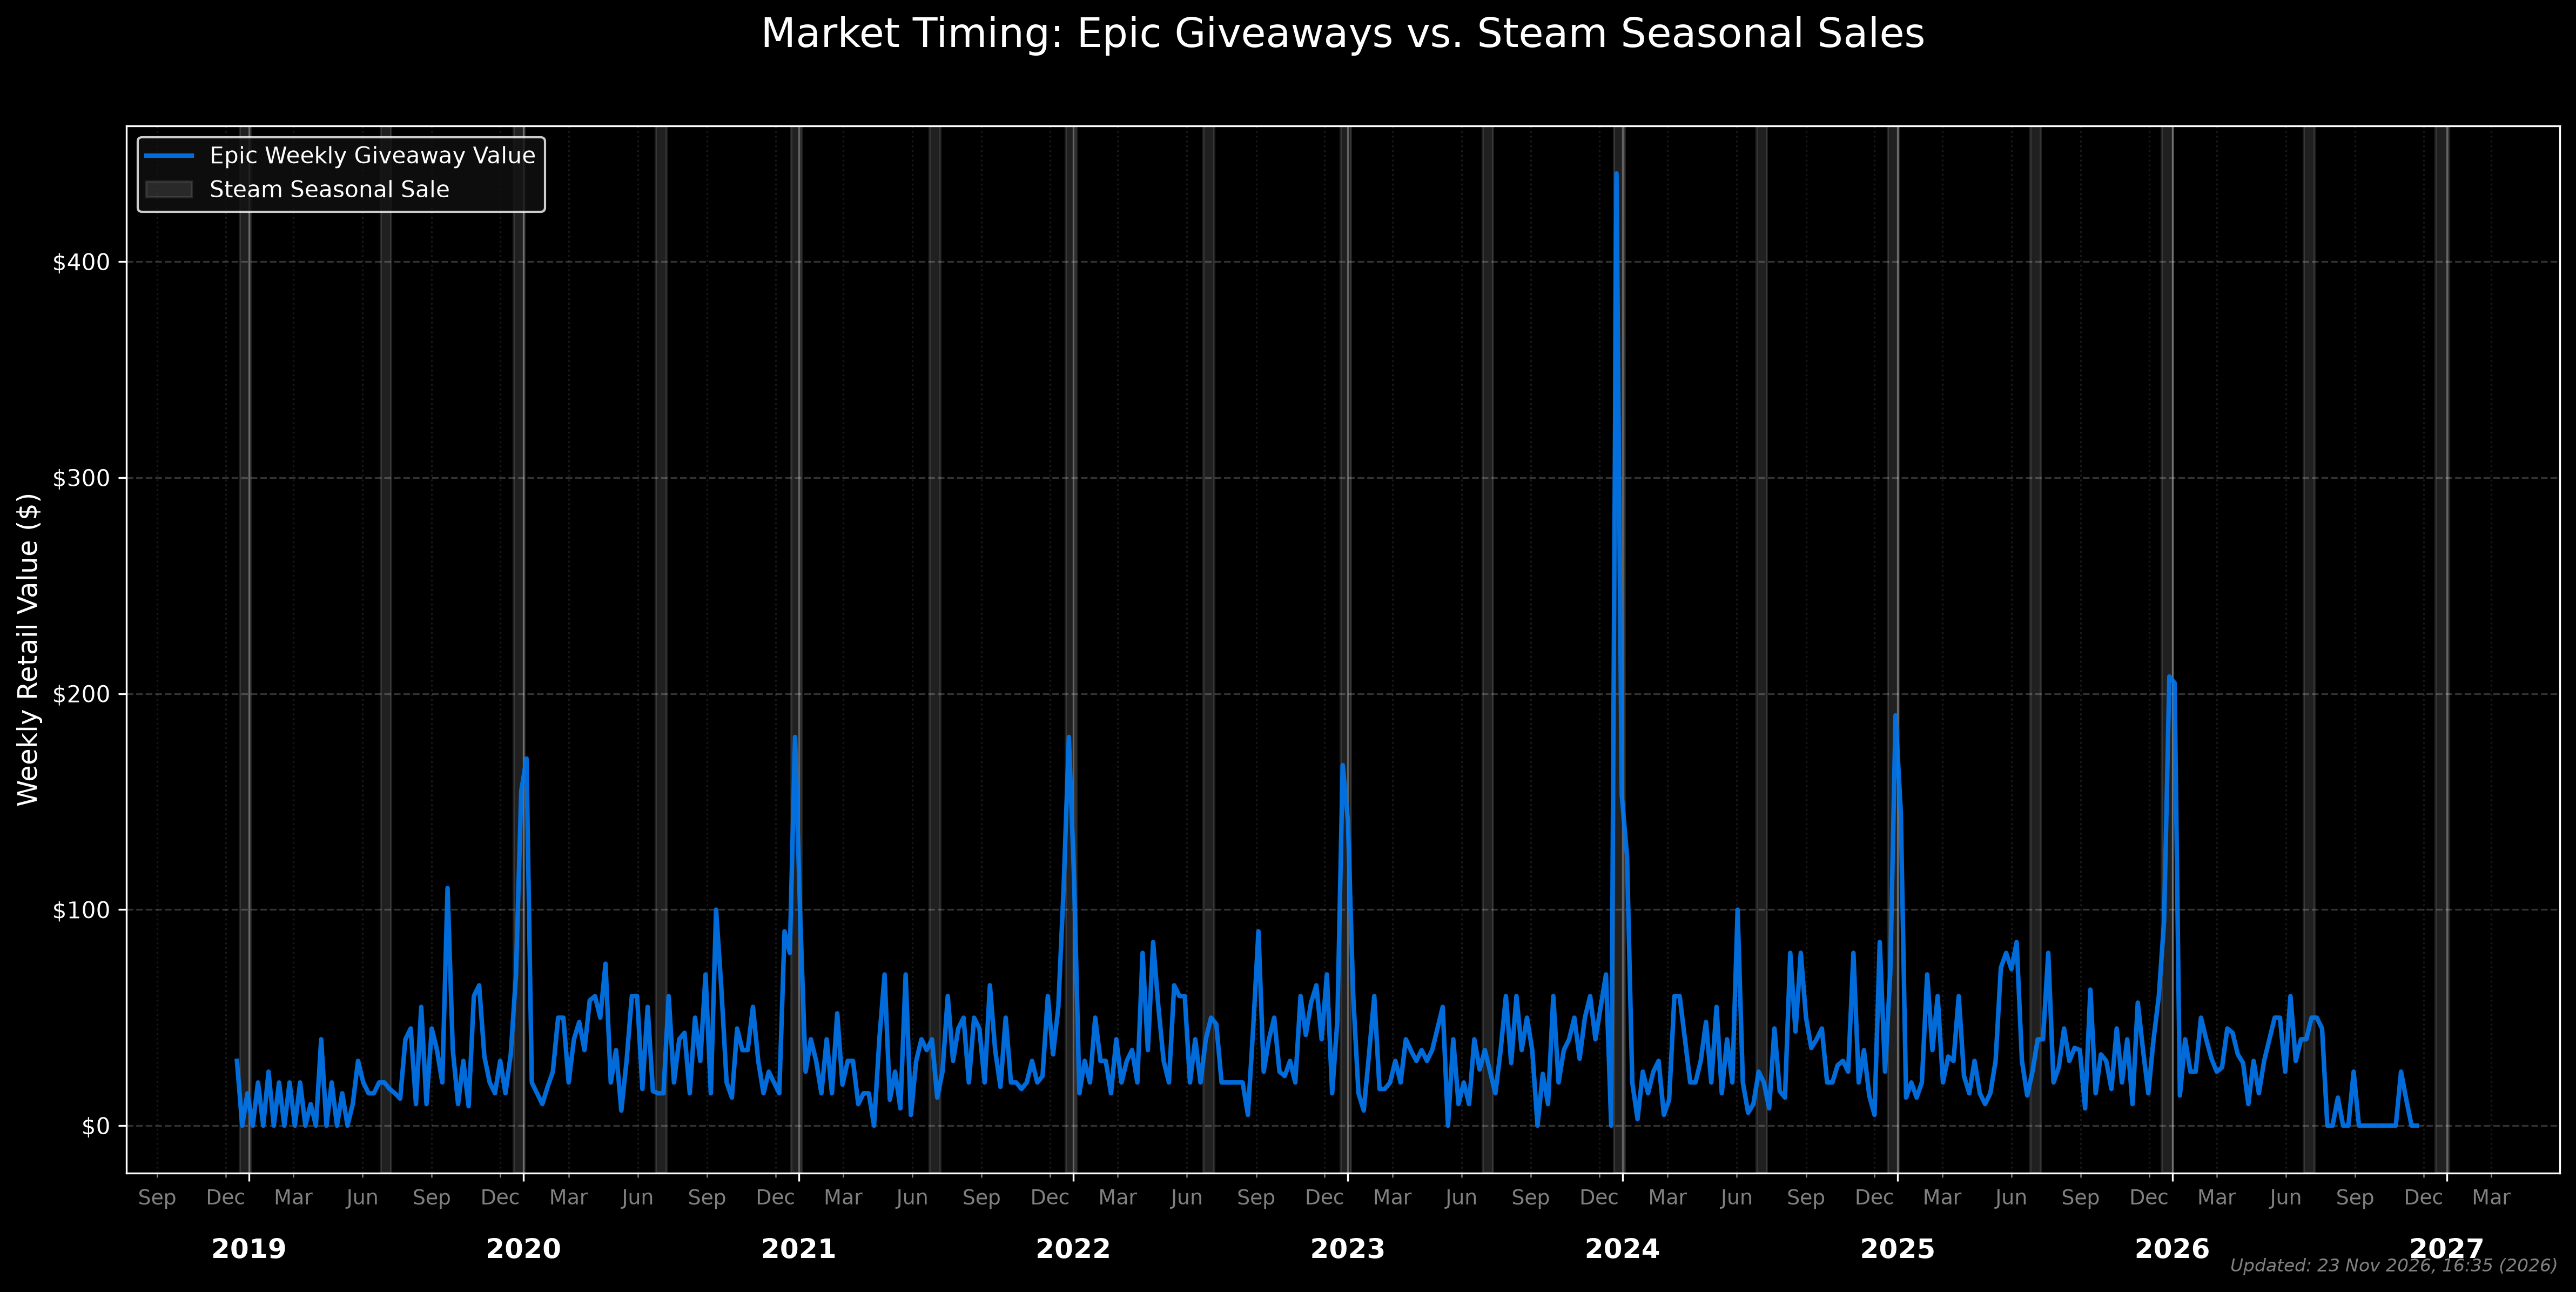 Market Timing: Epic Giveaways vs. Steam Seasonal Sales
Epic Weekly Giveaway Value
Steam Seasonal Sale
Weekly Retail Value ($)
$400
$300
$200
$100
$0
Sep Dec Mar Jun Sep Dec Mar Jun Sep Dec Mar Jun Sep Dec Mar Jun Sep Dec Mar Jun Sep Dec Mar Jun Sep Dec Mar Jun Sep Dec Mar Jun Sep Dec Mar
2019 2020 2021 2022 2023 2024 2025 2026 2027
Updated: 23 Nov 2026, 16:35 (2026)